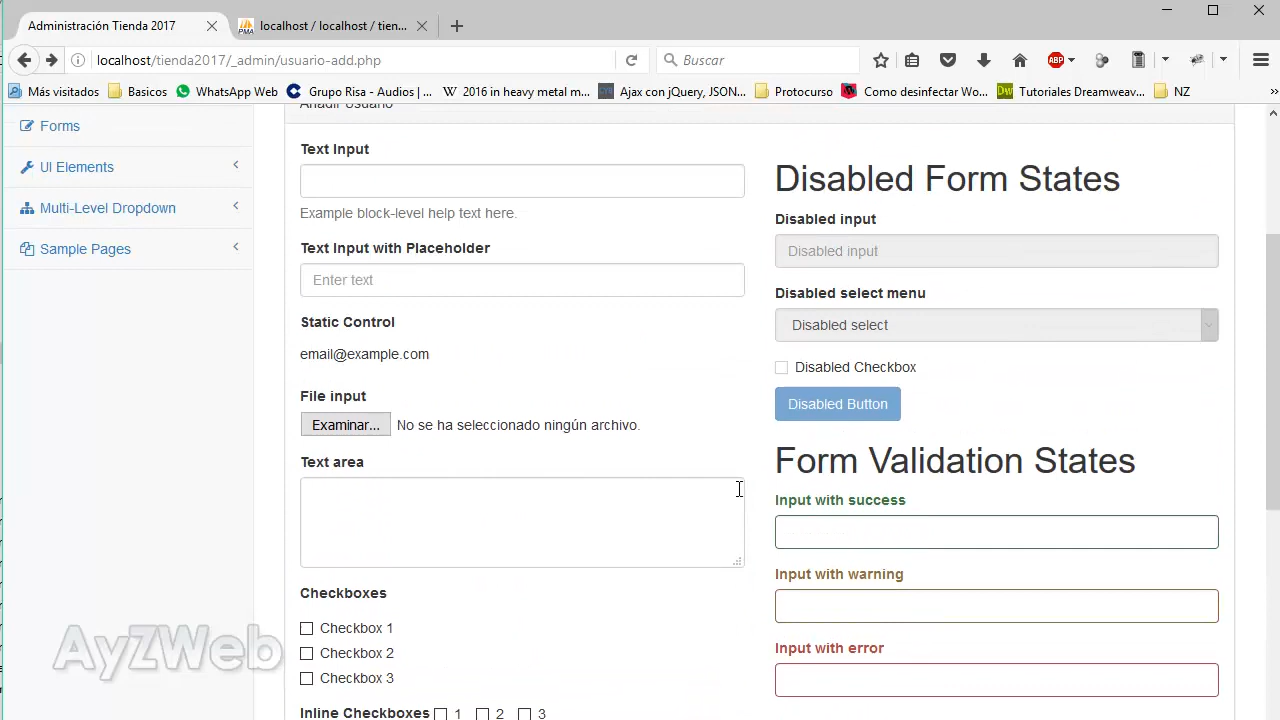 Administración Tienda 2017
PMA localhost / localhost / tien...
localhost/tienda2017/_admin/usuario-add.php
Buscar
ABP
Más visitados
Basicos
WhatsApp Web
Grupo Risa - Audios |...
2016 in heavy metal m...
Ajax con jQuery, JSON...
Protocurso
Como desinfectar Wo...
Dw Tutoriales Dreamweav...
NZ
Añadir Usuario
Forms
UI Elements
Multi-Level Dropdown
Sample Pages
Text Input
Example block-level help text here.
Text Input with Placeholder
Enter text
Static Control
email@example.com
File input
Examinar... No se ha seleccionado ningún archivo.
Text area
Checkboxes
Checkbox 1
Checkbox 2
Checkbox 3
Inline Checkboxes 1 2 3
Disabled Form States
Disabled input
Disabled input
Disabled select menu
Disabled select
Disabled Checkbox
Disabled Button
Form Validation States
Input with success
Input with warning
Input with error
AyZWeb